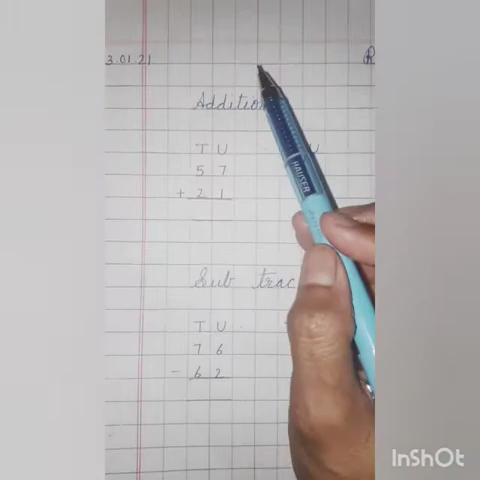 3.01.21 R
Addition
T U U
5 7
+ 2 1
HAUSER
Sub trac
T U
7 6
- 6 2
InShOt